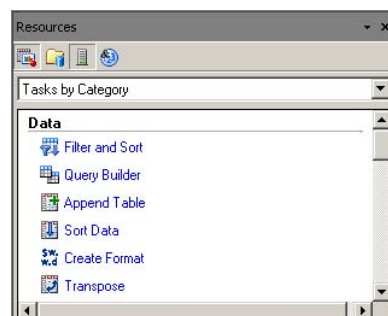 Resources
Tasks by Category
Data
Filter and Sort
Query Builder
Append Table
Sort Data
Create Format
Transpose